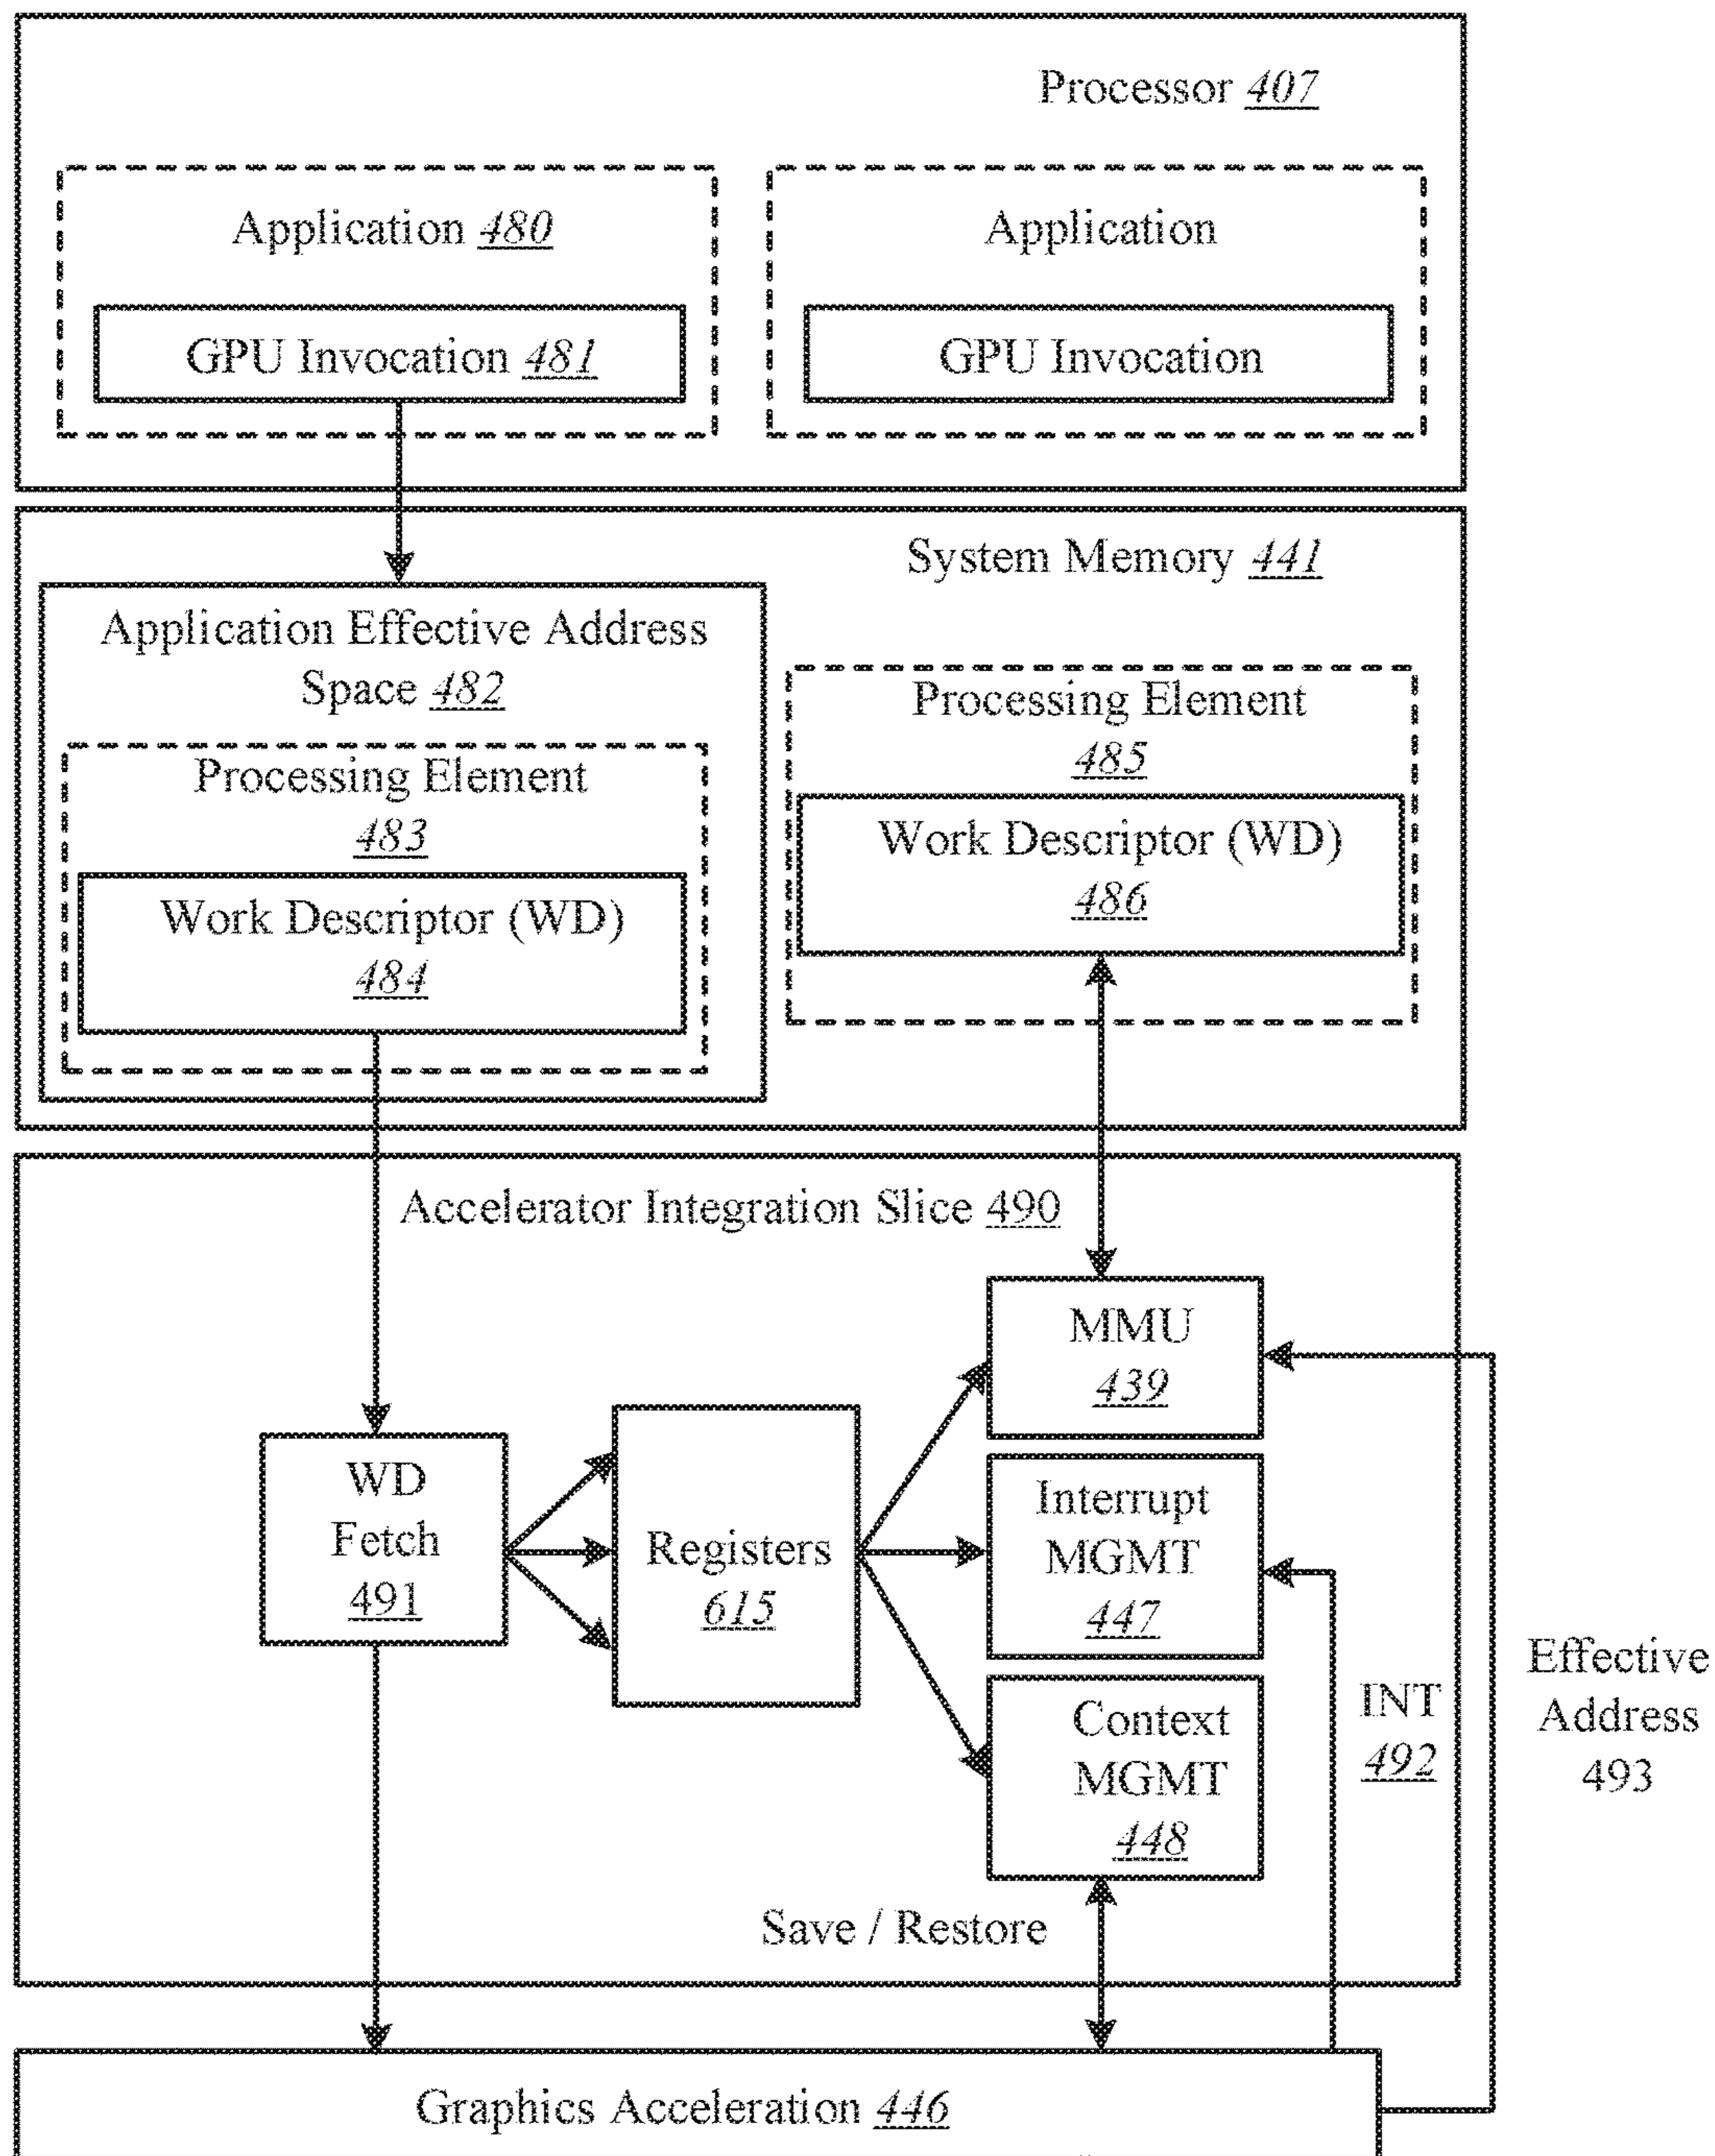 Processor 407
Application 480
Application
GPU Invocation 481
GPU Invocation
System Memory 441
Application Effective Address
Space 482
Processing Element
483
Work Descriptor (WD)
484
Processing Element
485
Work Descriptor (WD)
486
Accelerator Integration Slice 490
MMU
439
WD
Fetch
491
Registers
615
Interrupt
MGMT
447
Context
MGMT
448
INT
492
Effective
Address
493
Save / Restore
Graphics Acceleration 446